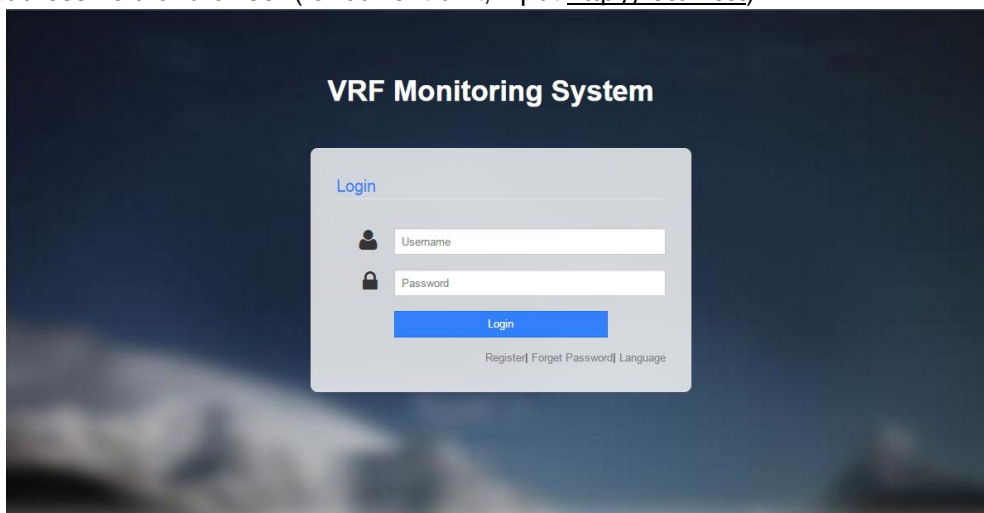 VRF Monitoring System
Login
Username
Password
Login
Register| Forget Password| Language